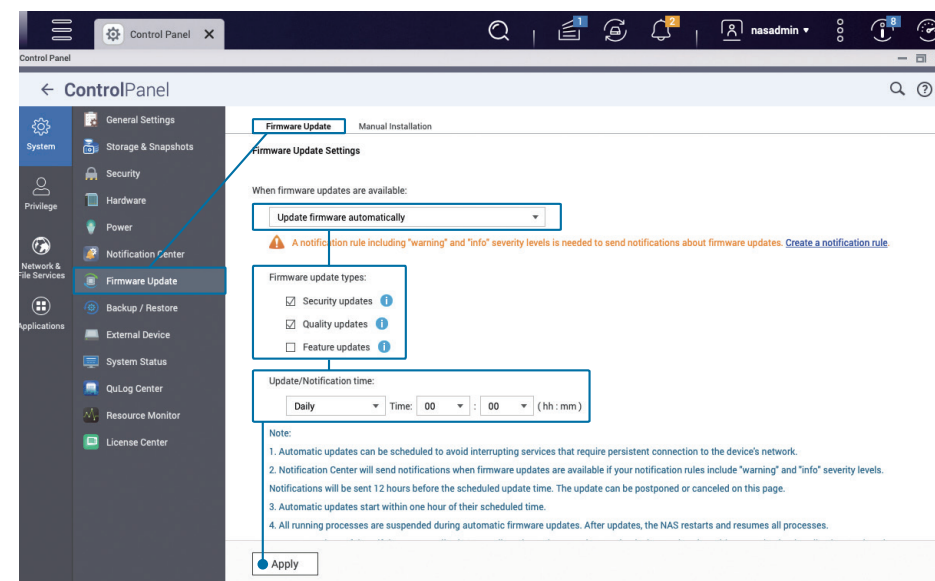 Control Panel
1
2
nasadmin
8
Control Panel
ControlPanel
System
Privilege
Network &
File Services
Applications
General Settings
Storage & Snapshots
Security
Hardware
Power
Notification Center
Firmware Update
Backup / Restore
External Device
System Status
QuLog Center
Resource Monitor
License Center
Firmware Update Manual Installation
Firmware Update Settings
When firmware updates are available:
Update firmware automatically
A notification rule including "warning" and "info" severity levels is needed to send notifications about firmware updates. Create a notification rule.
Firmware update types:
Security updates
Quality updates
Feature updates
Update/Notification time:
Daily Time: 00 : 00 ( hh : mm )
Note:
1. Automatic updates can be scheduled to avoid interrupting services that require persistent connection to the device's network.
2. Notification Center will send notifications when firmware updates are available if your notification rules include "warning" and "info" severity levels.
Notifications will be sent 12 hours before the scheduled update time. The update can be postponed or canceled on this page.
3. Automatic updates start within one hour of their scheduled time.
4. All running processes are suspended during automatic firmware updates. After updates, the NAS restarts and resumes all processes.
Apply